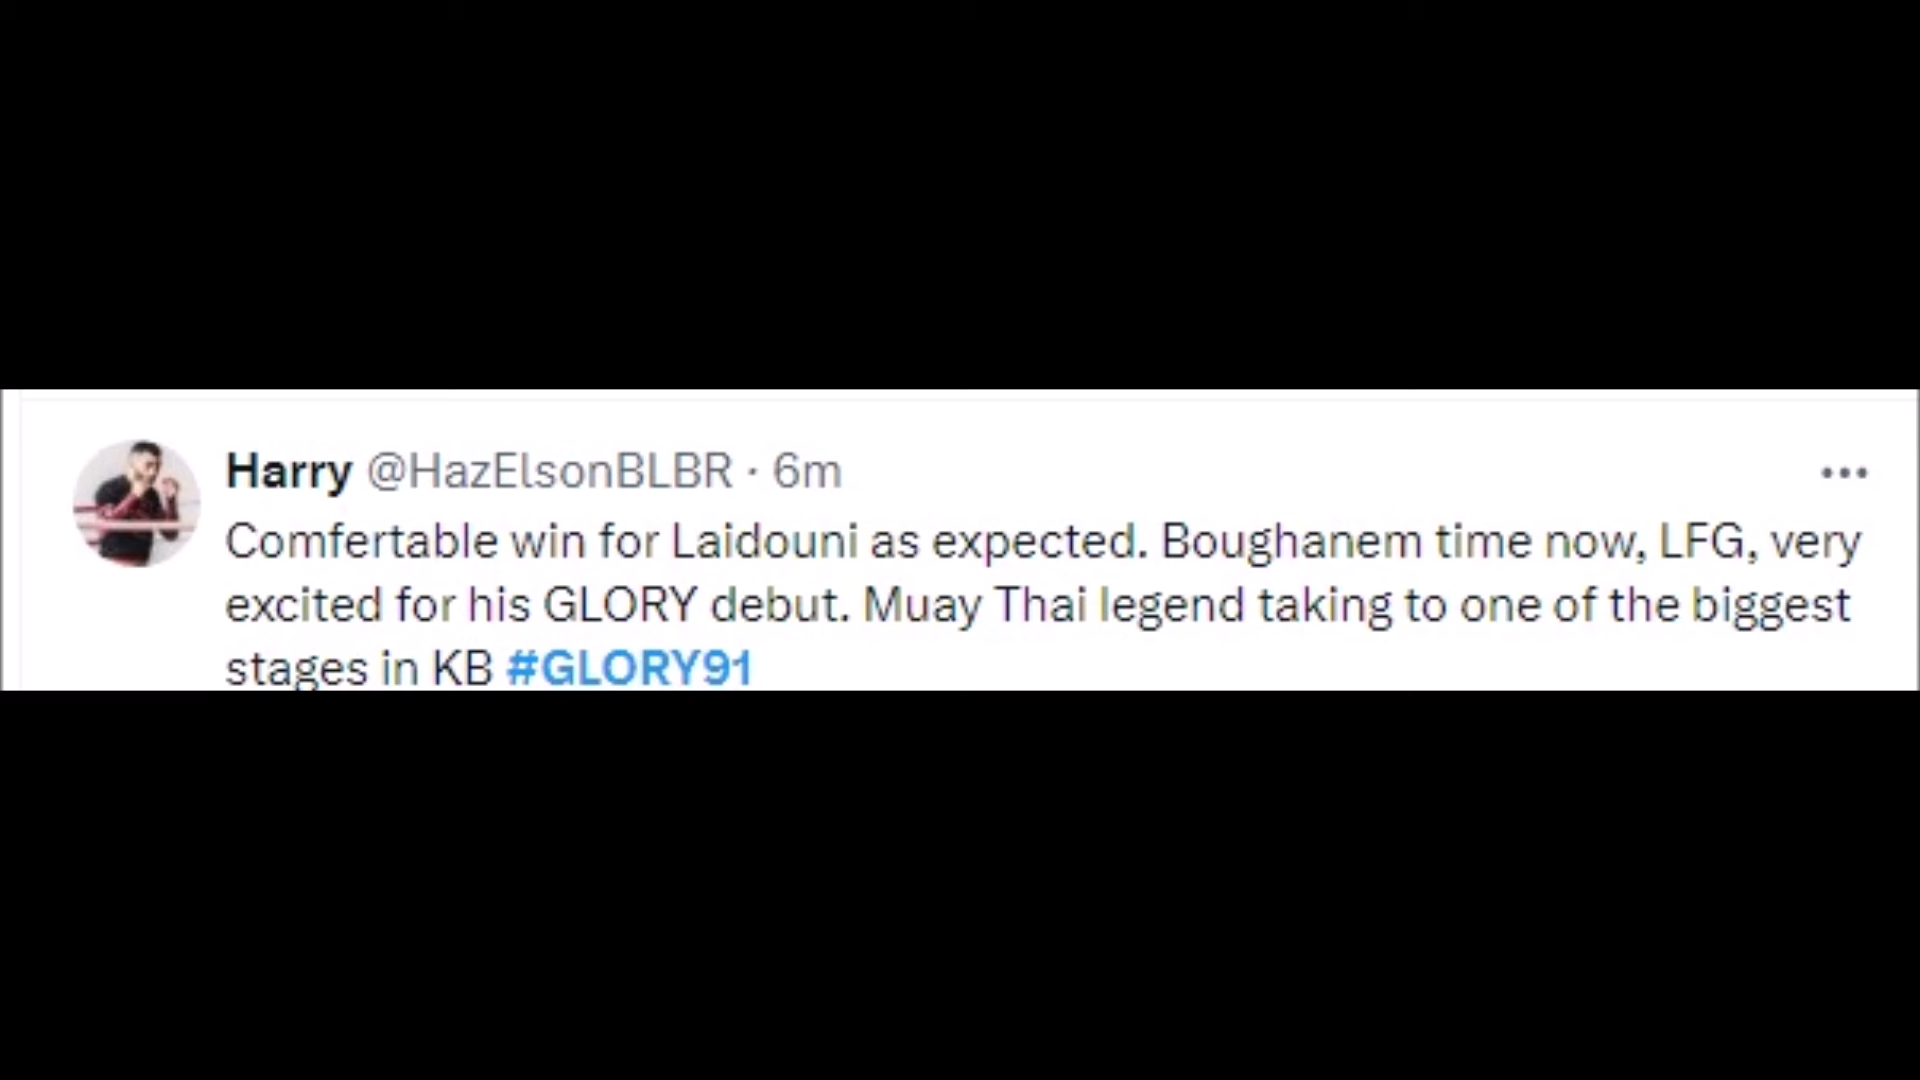 Harry @HazElsonBLBR · 6m
Comfertable win for Laidouni as expected. Boughanem time now, LFG, very
excited for his GLORY debut. Muay Thai legend taking to one of the biggest
stages in KB #GLORY91